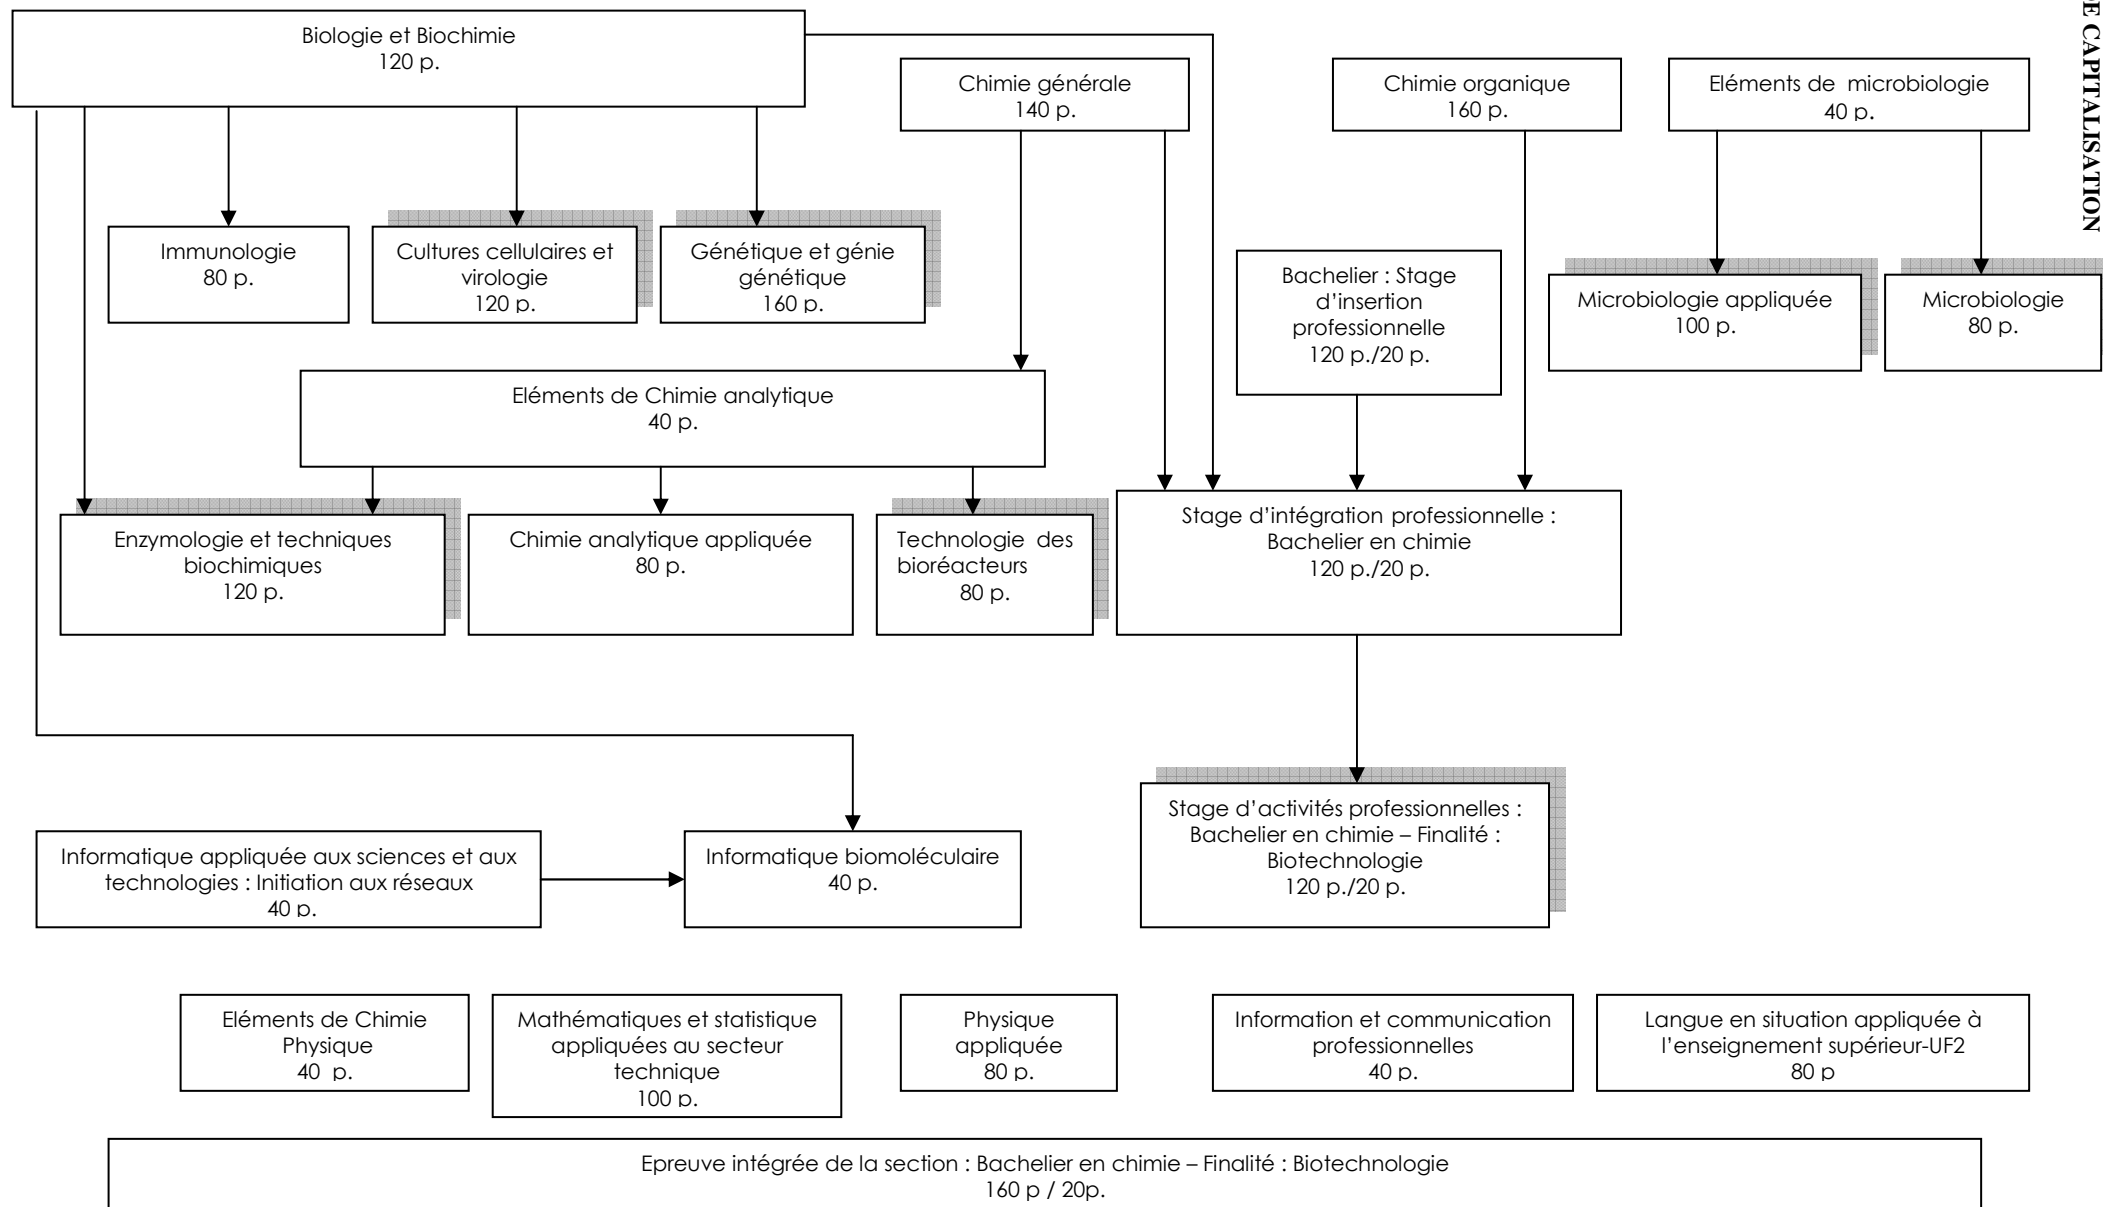 Biologie et Biochimie
120 p.
Chimie générale
140 p.
Chimie organique
160 p.
Eléments de microbiologie
40 p.
CAPITALISATION
Immunologie
80 p.
Cultures cellulaires et
virologie
120 p.
Génétique et génie
génétique
160 p.
Bachelier : Stage
d’insertion
professionnelle
120 p./20 p.
Microbiologie appliquée
100 p.
Microbiologie
80 p.
Eléments de Chimie analytique
40 p.
Enzymologie et techniques
biochimiques
120 p.
Chimie analytique appliquée
80 p.
Technologie des
bioréacteurs
80 p.
Stage d’intégration professionnelle :
Bachelier en chimie
120 p./20 p.
Stage d’activités professionnelles :
Bachelier en chimie – Finalité :
Biotechnologie
120 p./20 p.
Informatique appliquée aux sciences et aux
technologies : Initiation aux réseaux
40 p.
Informatique biomoléculaire
40 p.
Eléments de Chimie
Physique
40 p.
Mathématiques et statistique
appliquées au secteur
technique
100 p.
Physique
appliquée
80 p.
Information et communication
professionnelles
40 p.
Langue en situation appliquée à
l’enseignement supérieur-UF2
80 p
Epreuve intégrée de la section : Bachelier en chimie – Finalité : Biotechnologie
160 p / 20p.